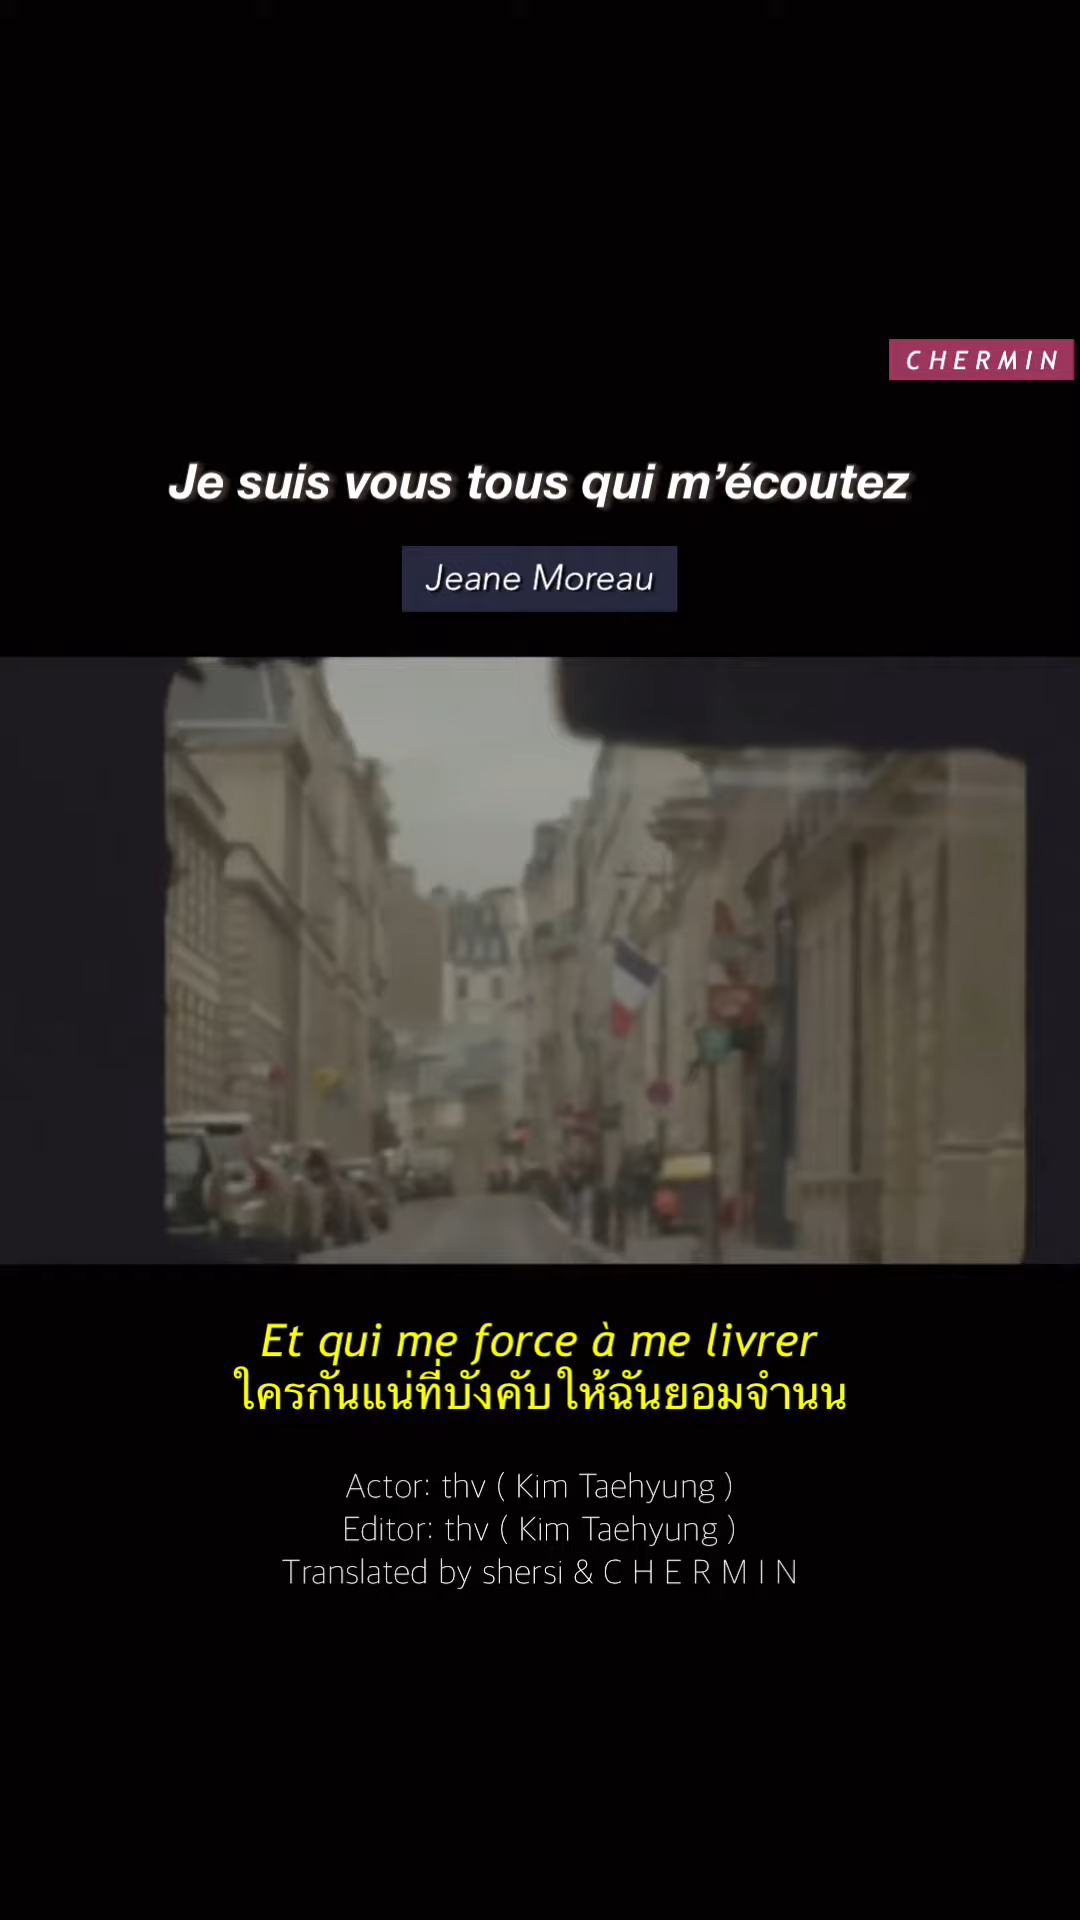 CHERMIN
Je suis vous tous qui m’écoutez
Jeane Moreau
Et qui me force à me livrer
ใครกันแน่ที่บังคับ ให้ฉันยอมจำนน
Actor: thv ( Kim Taehyung )
Editor: thv ( Kim Taehyung )
Translated by shersi & C H E R M I N